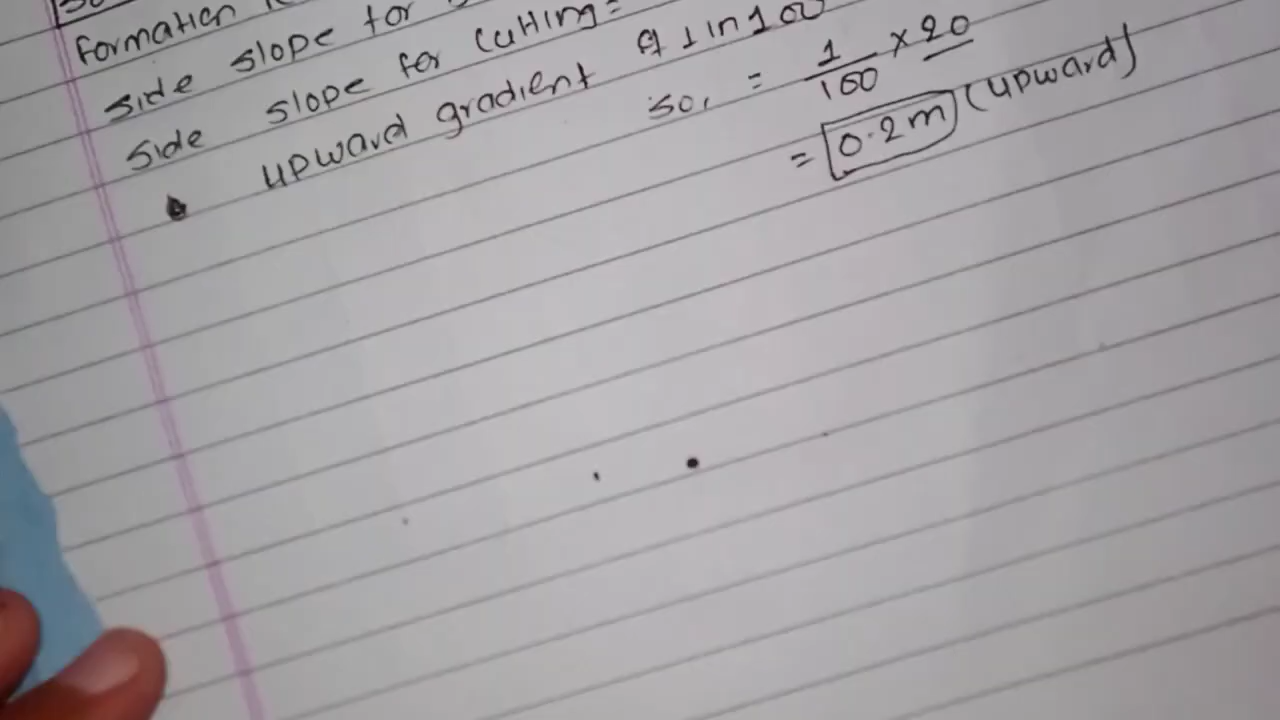 Formation
side slope for
side slope for cutting =
upward gradient of 1 in 100
so, = 1/100 × 20
= 0.2m (upward)